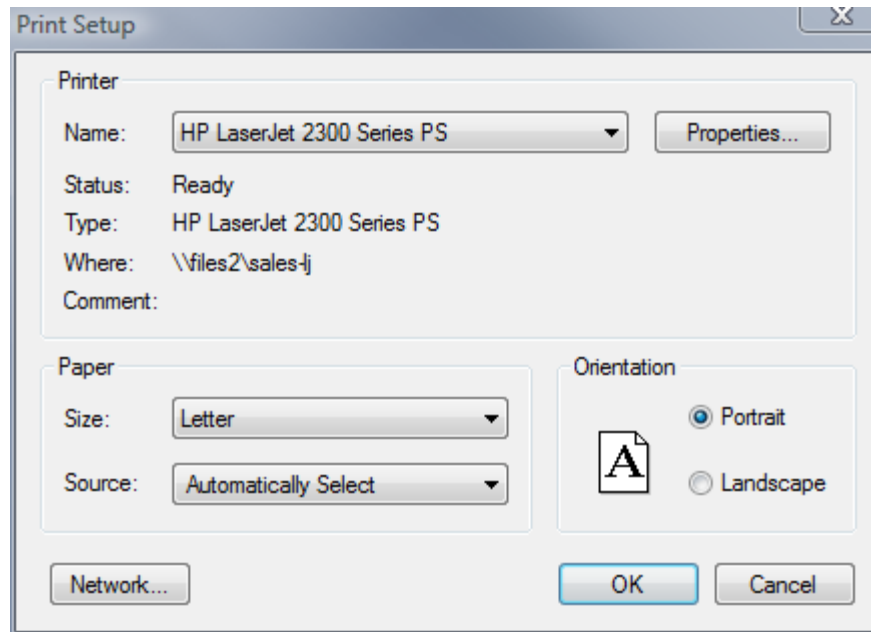 Print Setup
Printer
Name: HP LaserJet 2300 Series PS Properties...
Status: Ready
Type: HP LaserJet 2300 Series PS
Where: \\files2\sales-lj
Comment:
Paper
Size: Letter
Source: Automatically Select
Orientation
A
Portrait
Landscape
Network... OK Cancel